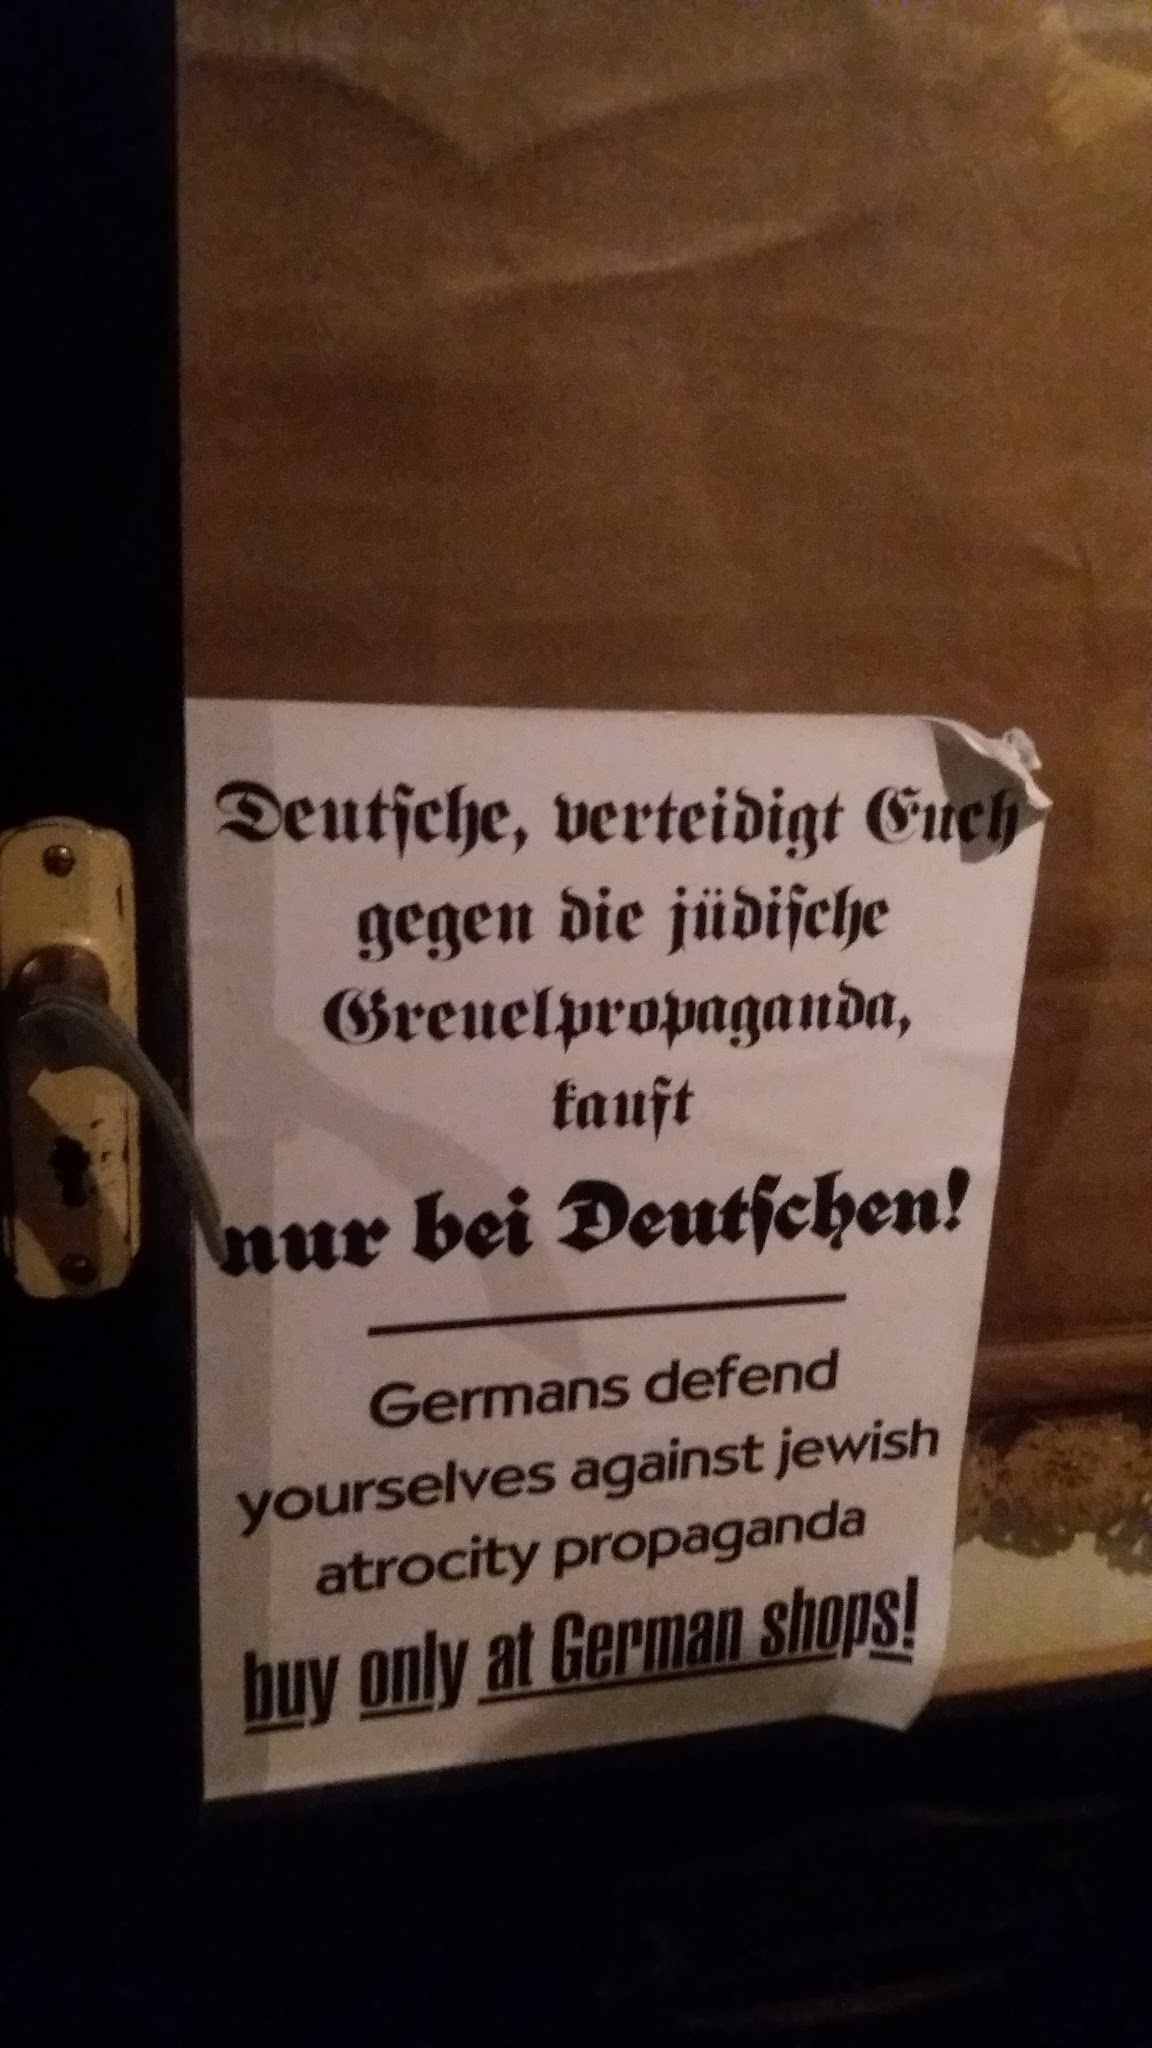 Deutſche, verteidigt Euch
gegen die jüdiſche
Greuelpropaganda,
kauft
nur bei Deutſchen!
Germans defend
yourselves against jewish
atrocity propaganda
buy only at German shops!